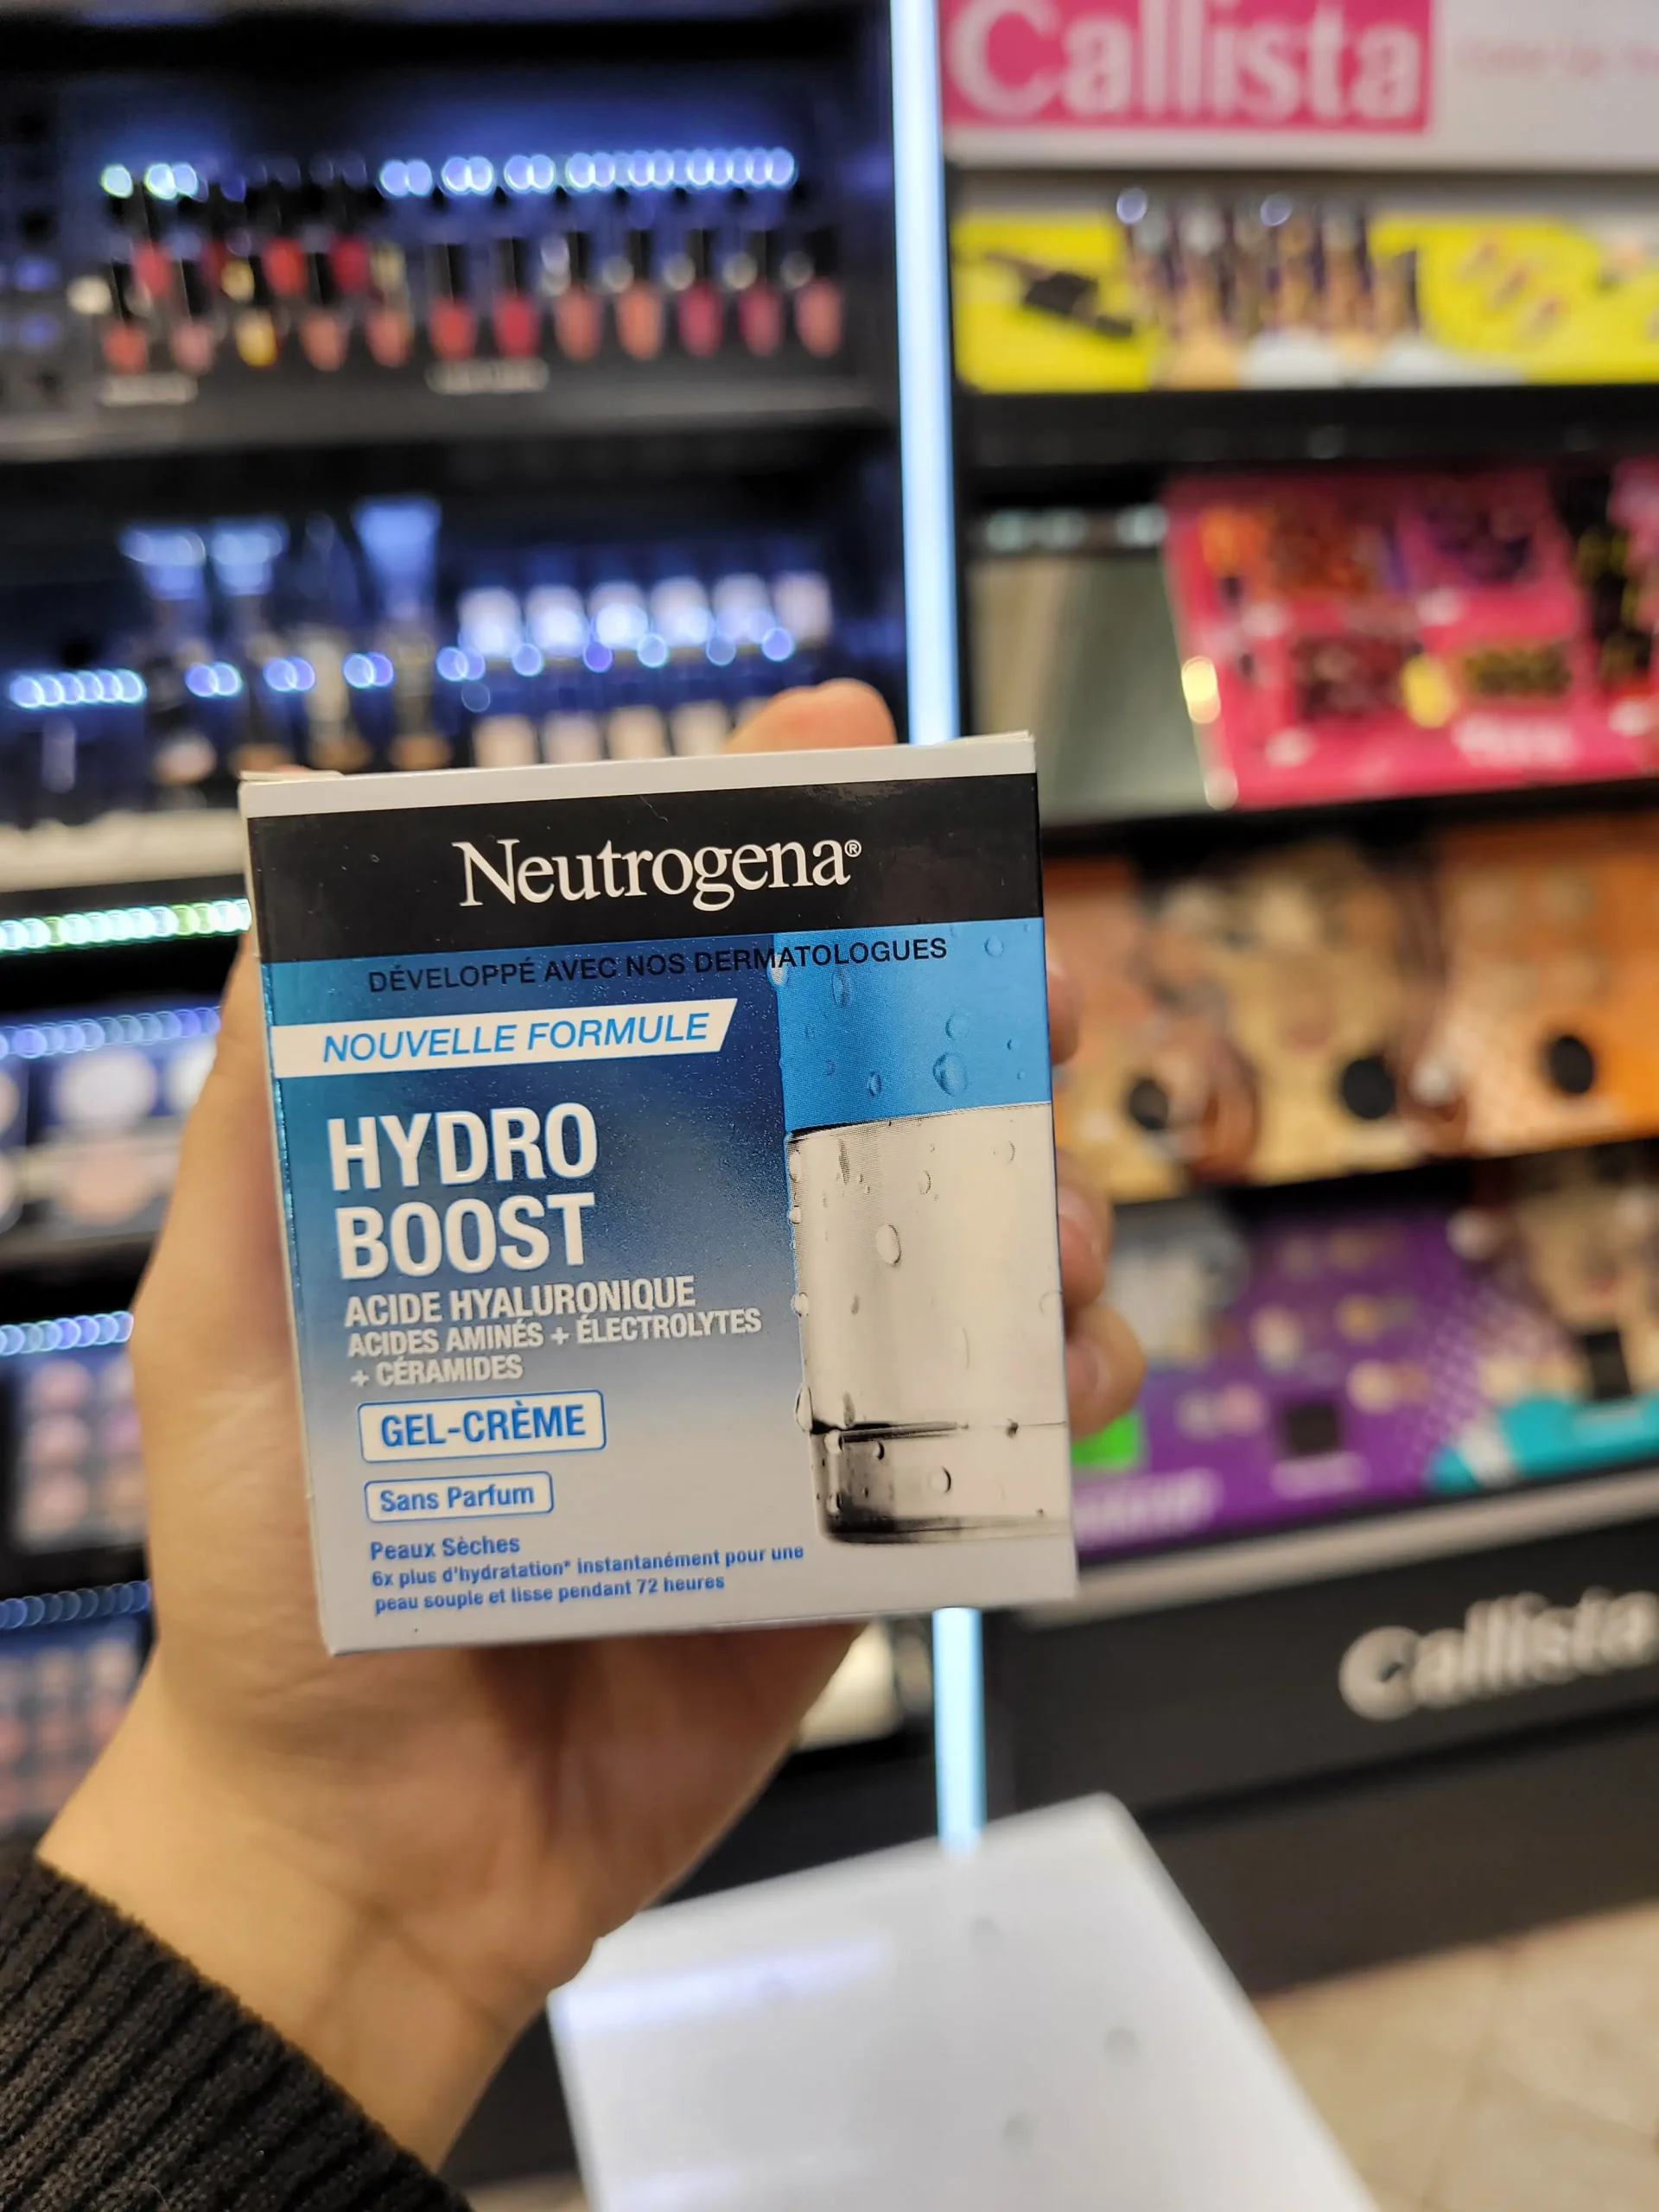 Callista
Neutrogena®
DÉVELOPPÉ AVEC NOS DERMATOLOGUES
NOUVELLE FORMULE
HYDRO
BOOST
ACIDE HYALURONIQUE
ACIDES AMINÉS + ÉLECTROLYTES
+ CÉRAMIDES
GEL-CRÈME
Sans Parfum
Peaux Sèches
6x plus d'hydratation* instantanément pour une
peau souple et lisse pendant 72 heures
Callista